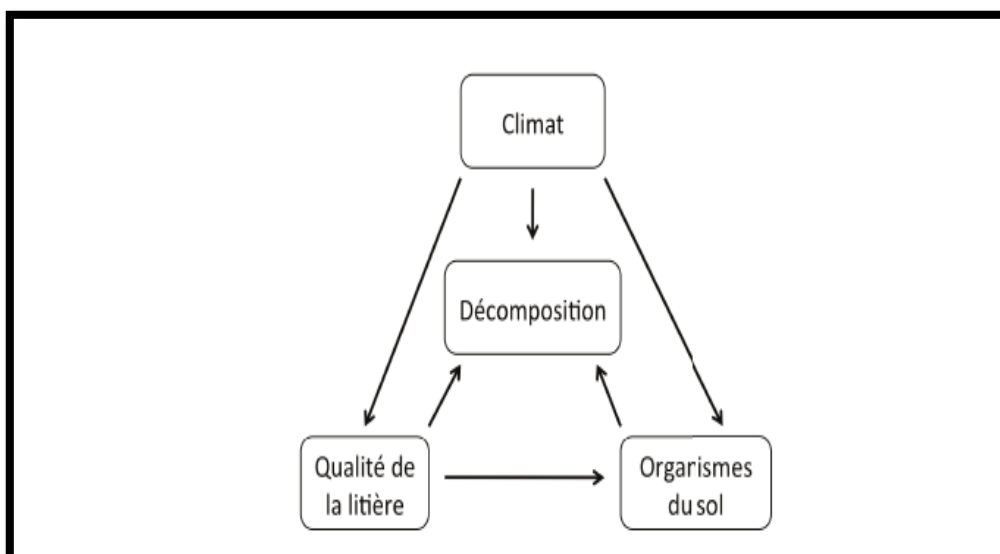 Climat
Décomposition
Qualité de
la litière
Orgarismes
du sol